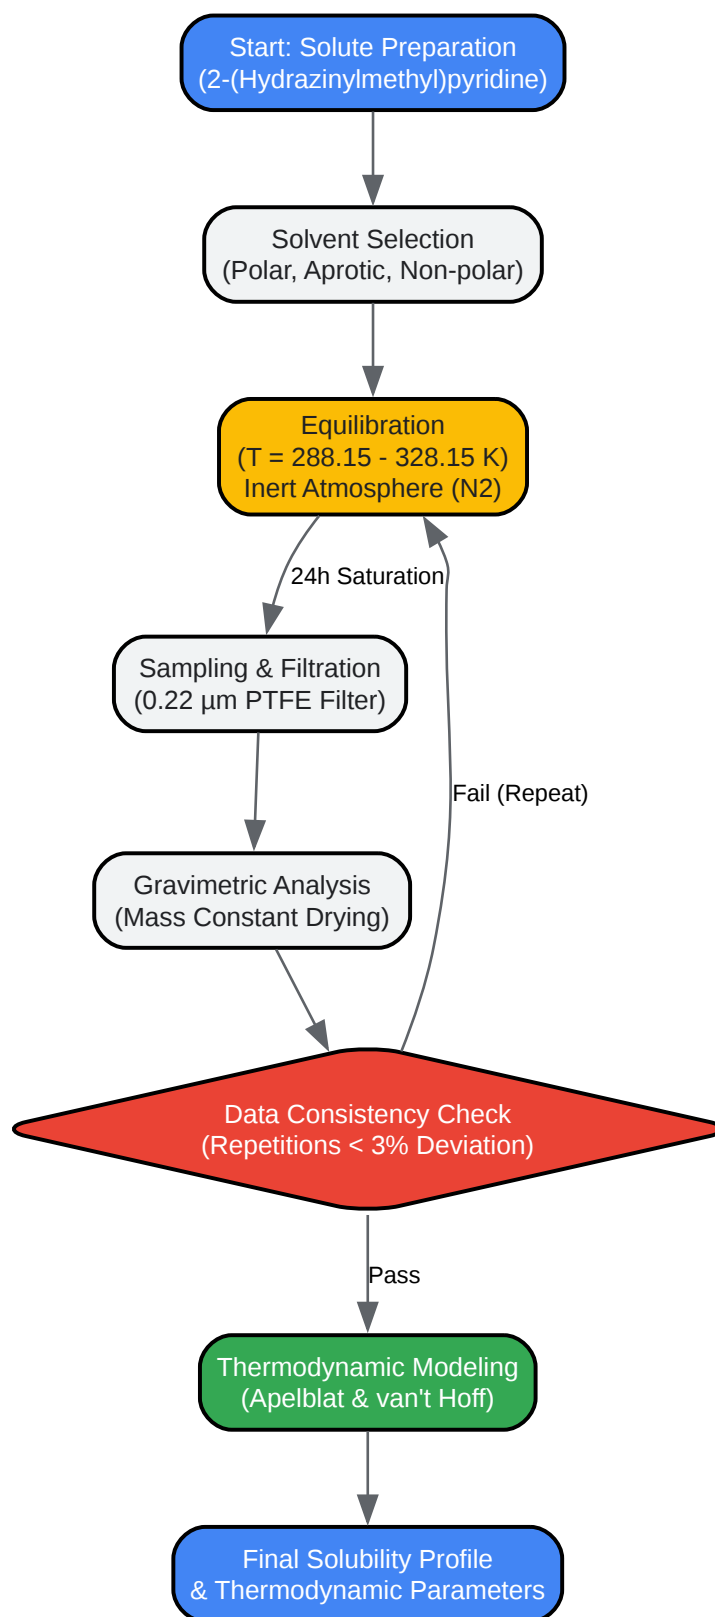 Start: Solute Preparation
(2-(Hydrazinylmethyl)pyridine)
Solvent Selection
(Polar, Aprotic, Non-polar)
Equilibration
(T = 288.15 - 328.15 K)
Inert Atmosphere (N2)
24h Saturation
Sampling & Filtration
(0.22 µm PTFE Filter)
Fail (Repeat)
Gravimetric Analysis
(Mass Constant Drying)
Data Consistency Check
(Repetitions < 3% Deviation)
Pass
Thermodynamic Modeling
(Apelblat & van't Hoff)
Final Solubility Profile
& Thermodynamic Parameters